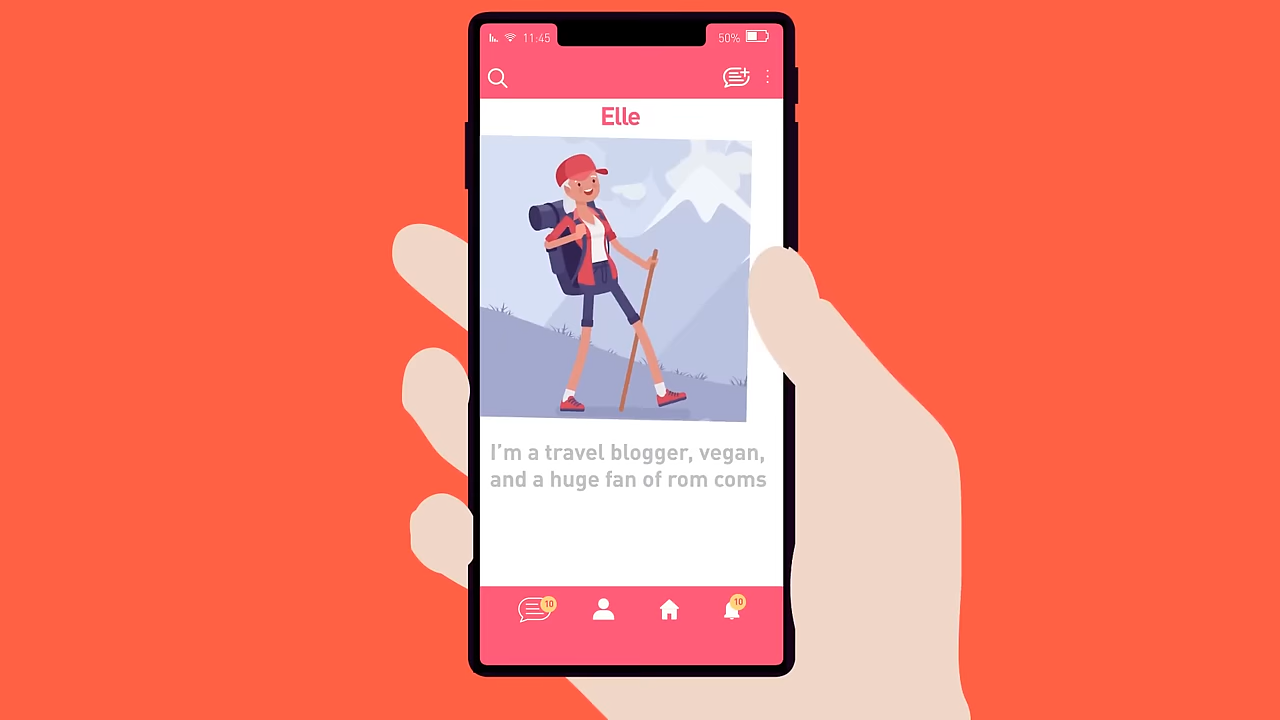 11:45
50%
Elle
I'm a travel blogger, vegan,
and a huge fan of rom coms
10
10